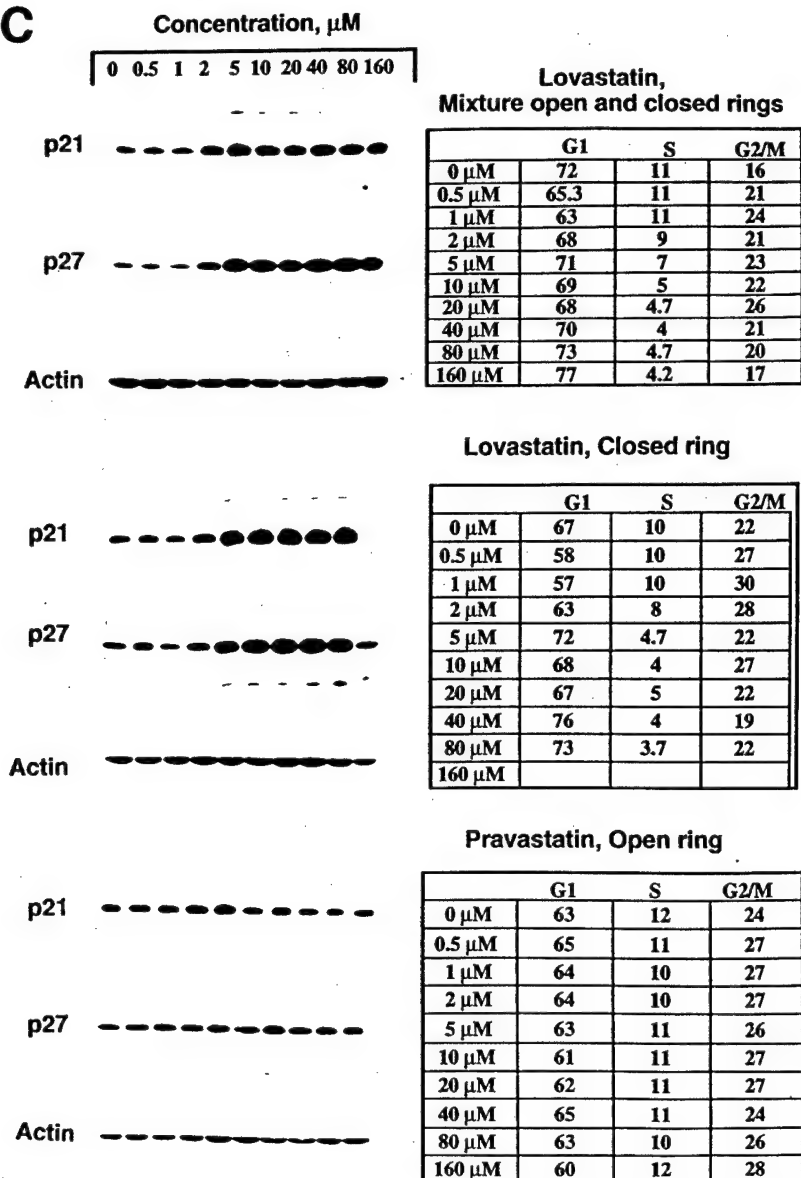 C
Concentration, µM
0 0.5 1 2 5 10 20 40 80 160
p21
p27
Actin
Lovastatin,
Mixture open and closed rings
G1 S G2/M
0 µM 72 11 16
0.5 µM 65.3 11 21
1 µM 63 11 24
2 µM 68 9 21
5 µM 71 7 23
10 µM 69 5 22
20 µM 68 4.7 26
40 µM 70 4 21
80 µM 73 4.7 20
160 µM 77 4.2 17
p21
p27
Actin
Lovastatin, Closed ring
G1 S G2/M
0 µM 67 10 22
0.5 µM 58 10 27
1 µM 57 10 30
2 µM 63 8 28
5 µM 72 4.7 22
10 µM 68 4 27
20 µM 67 5 22
40 µM 76 4 19
80 µM 73 3.7 22
160 µM
p21
p27
Actin
Pravastatin, Open ring
G1 S G2/M
0 µM 63 12 24
0.5 µM 65 11 27
1 µM 64 10 27
2 µM 64 10 27
5 µM 63 11 26
10 µM 61 11 27
20 µM 62 11 27
40 µM 65 11 24
80 µM 63 10 26
160 µM 60 12 28